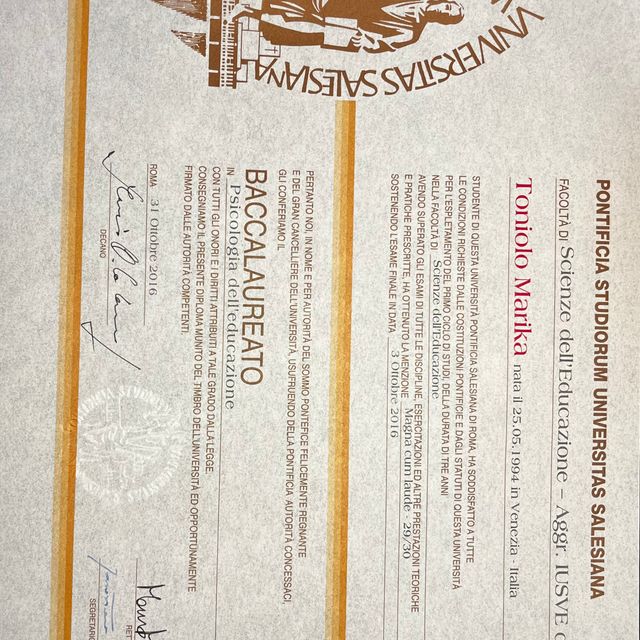 UNIVERSITAS SALESIANA
PONTIFICIA STUDIORUM UNIVERSITAS SALESIANA
FACOLTÀ DI Scienze dell'Educazione – Aggr. IUSVE
Toniolo Marika nata il 25.05.1994 in Venezia - Italia
STUDENTE DI QUESTA UNIVERSITÀ PONTIFICIA SALESIANA DI ROMA, HA SODDISFATTO A TUTTE
LE CONDIZIONI RICHIESTE DALLE COSTITUZIONI PONTIFICIE E DAGLI STATUTI DI QUESTA UNIVERSITÀ
PER L'ESPLETAMENTO DEL PRIMO CICLO DI STUDI, DELLA DURATA DI TRE ANNI
NELLA FACOLTÀ DI Scienze dell'Educazione
AVENDO SUPERATO GLI ESAMI DI TUTTE LE DISCIPLINE, ESERCITAZIONI ED ALTRE PRESTAZIONI TEORICHE
E PRATICHE PRESCRITTE, HA OTTENUTO LA MENZIONE Magna cum laude - 29/30
SOSTENENDO L'ESAME FINALE IN DATA 3 Ottobre 2016
PERTANTO NOI, IN NOME E PER AUTORITÀ DEL SOMMO PONTEFICE FELICEMENTE REGNANTE
E DEL GRAN CANCELLIERE DELL'UNIVERSITÀ, USUFRUENDO DELLA PONTIFICIA AUTORITÀ CONCESSACI,
GLI CONFERIAMO IL
BACCALAUREATO
IN Psicologia dell'educazione
CON TUTTI GLI ONORI E I DIRITTI ATTRIBUITI A TALE GRADO DALLA LEGGE.
CONSEGNIAMO IL PRESENTE DIPLOMA MUNITO DEL TIMBRO DELL'UNIVERSITÀ ED OPPORTUNAMENTE
FIRMATO DALLE AUTORITÀ COMPETENTI.
ROMA 31 Ottobre 2016
DECANO